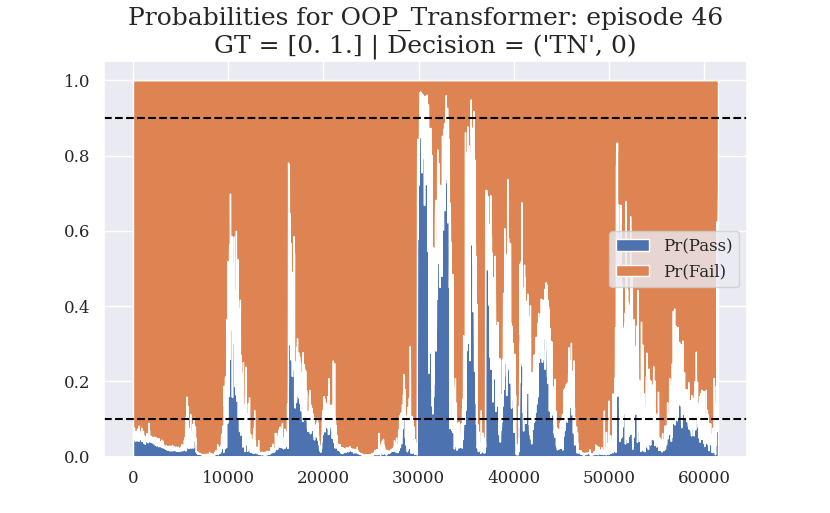 Probabilities for OOP_Transformer: episode 46
GT = [0. 1.] | Decision = ('TN', 0)
1.0
0.8
0.6
0.4
0.2
0.0
Pr(Pass)
Pr(Fail)
0 10000 20000 30000 40000 50000 60000